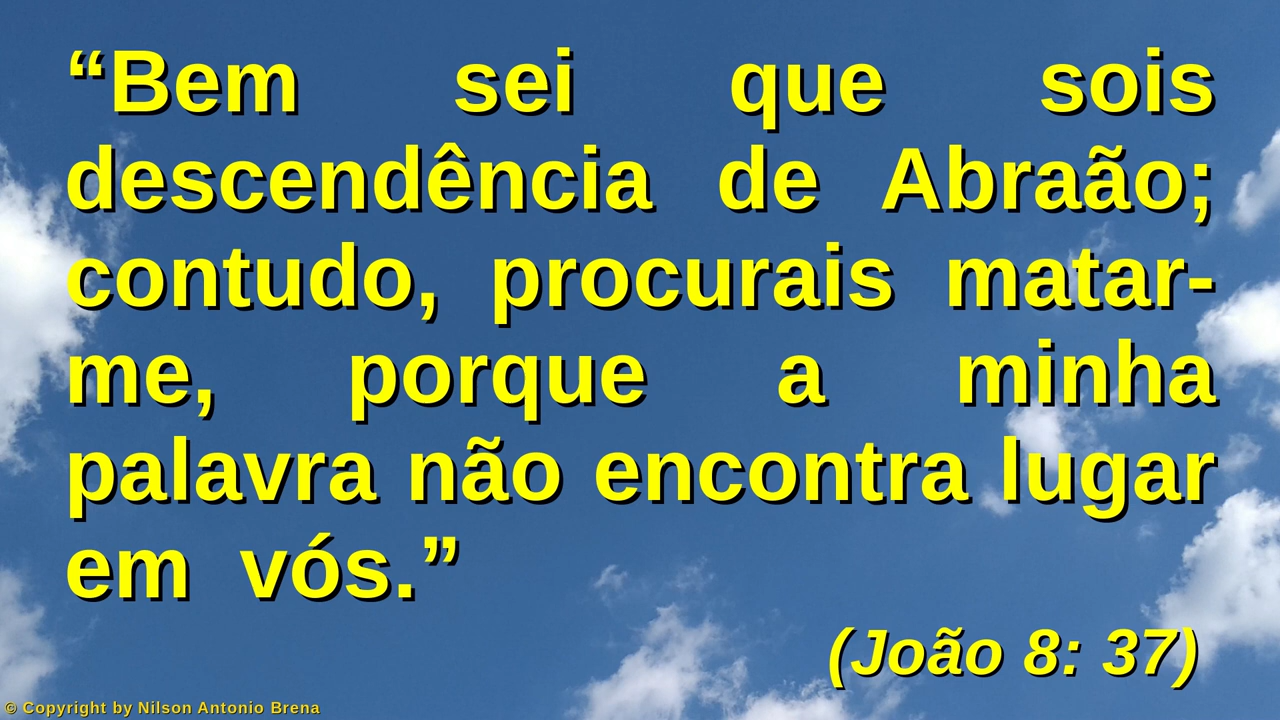 “Bem sei que sois
descendência de Abraão;
contudo, procurais matar-
me, porque a minha
palavra não encontra lugar
em vós.”
(João 8: 37)
© Copyright by Nilson Antonio Brena